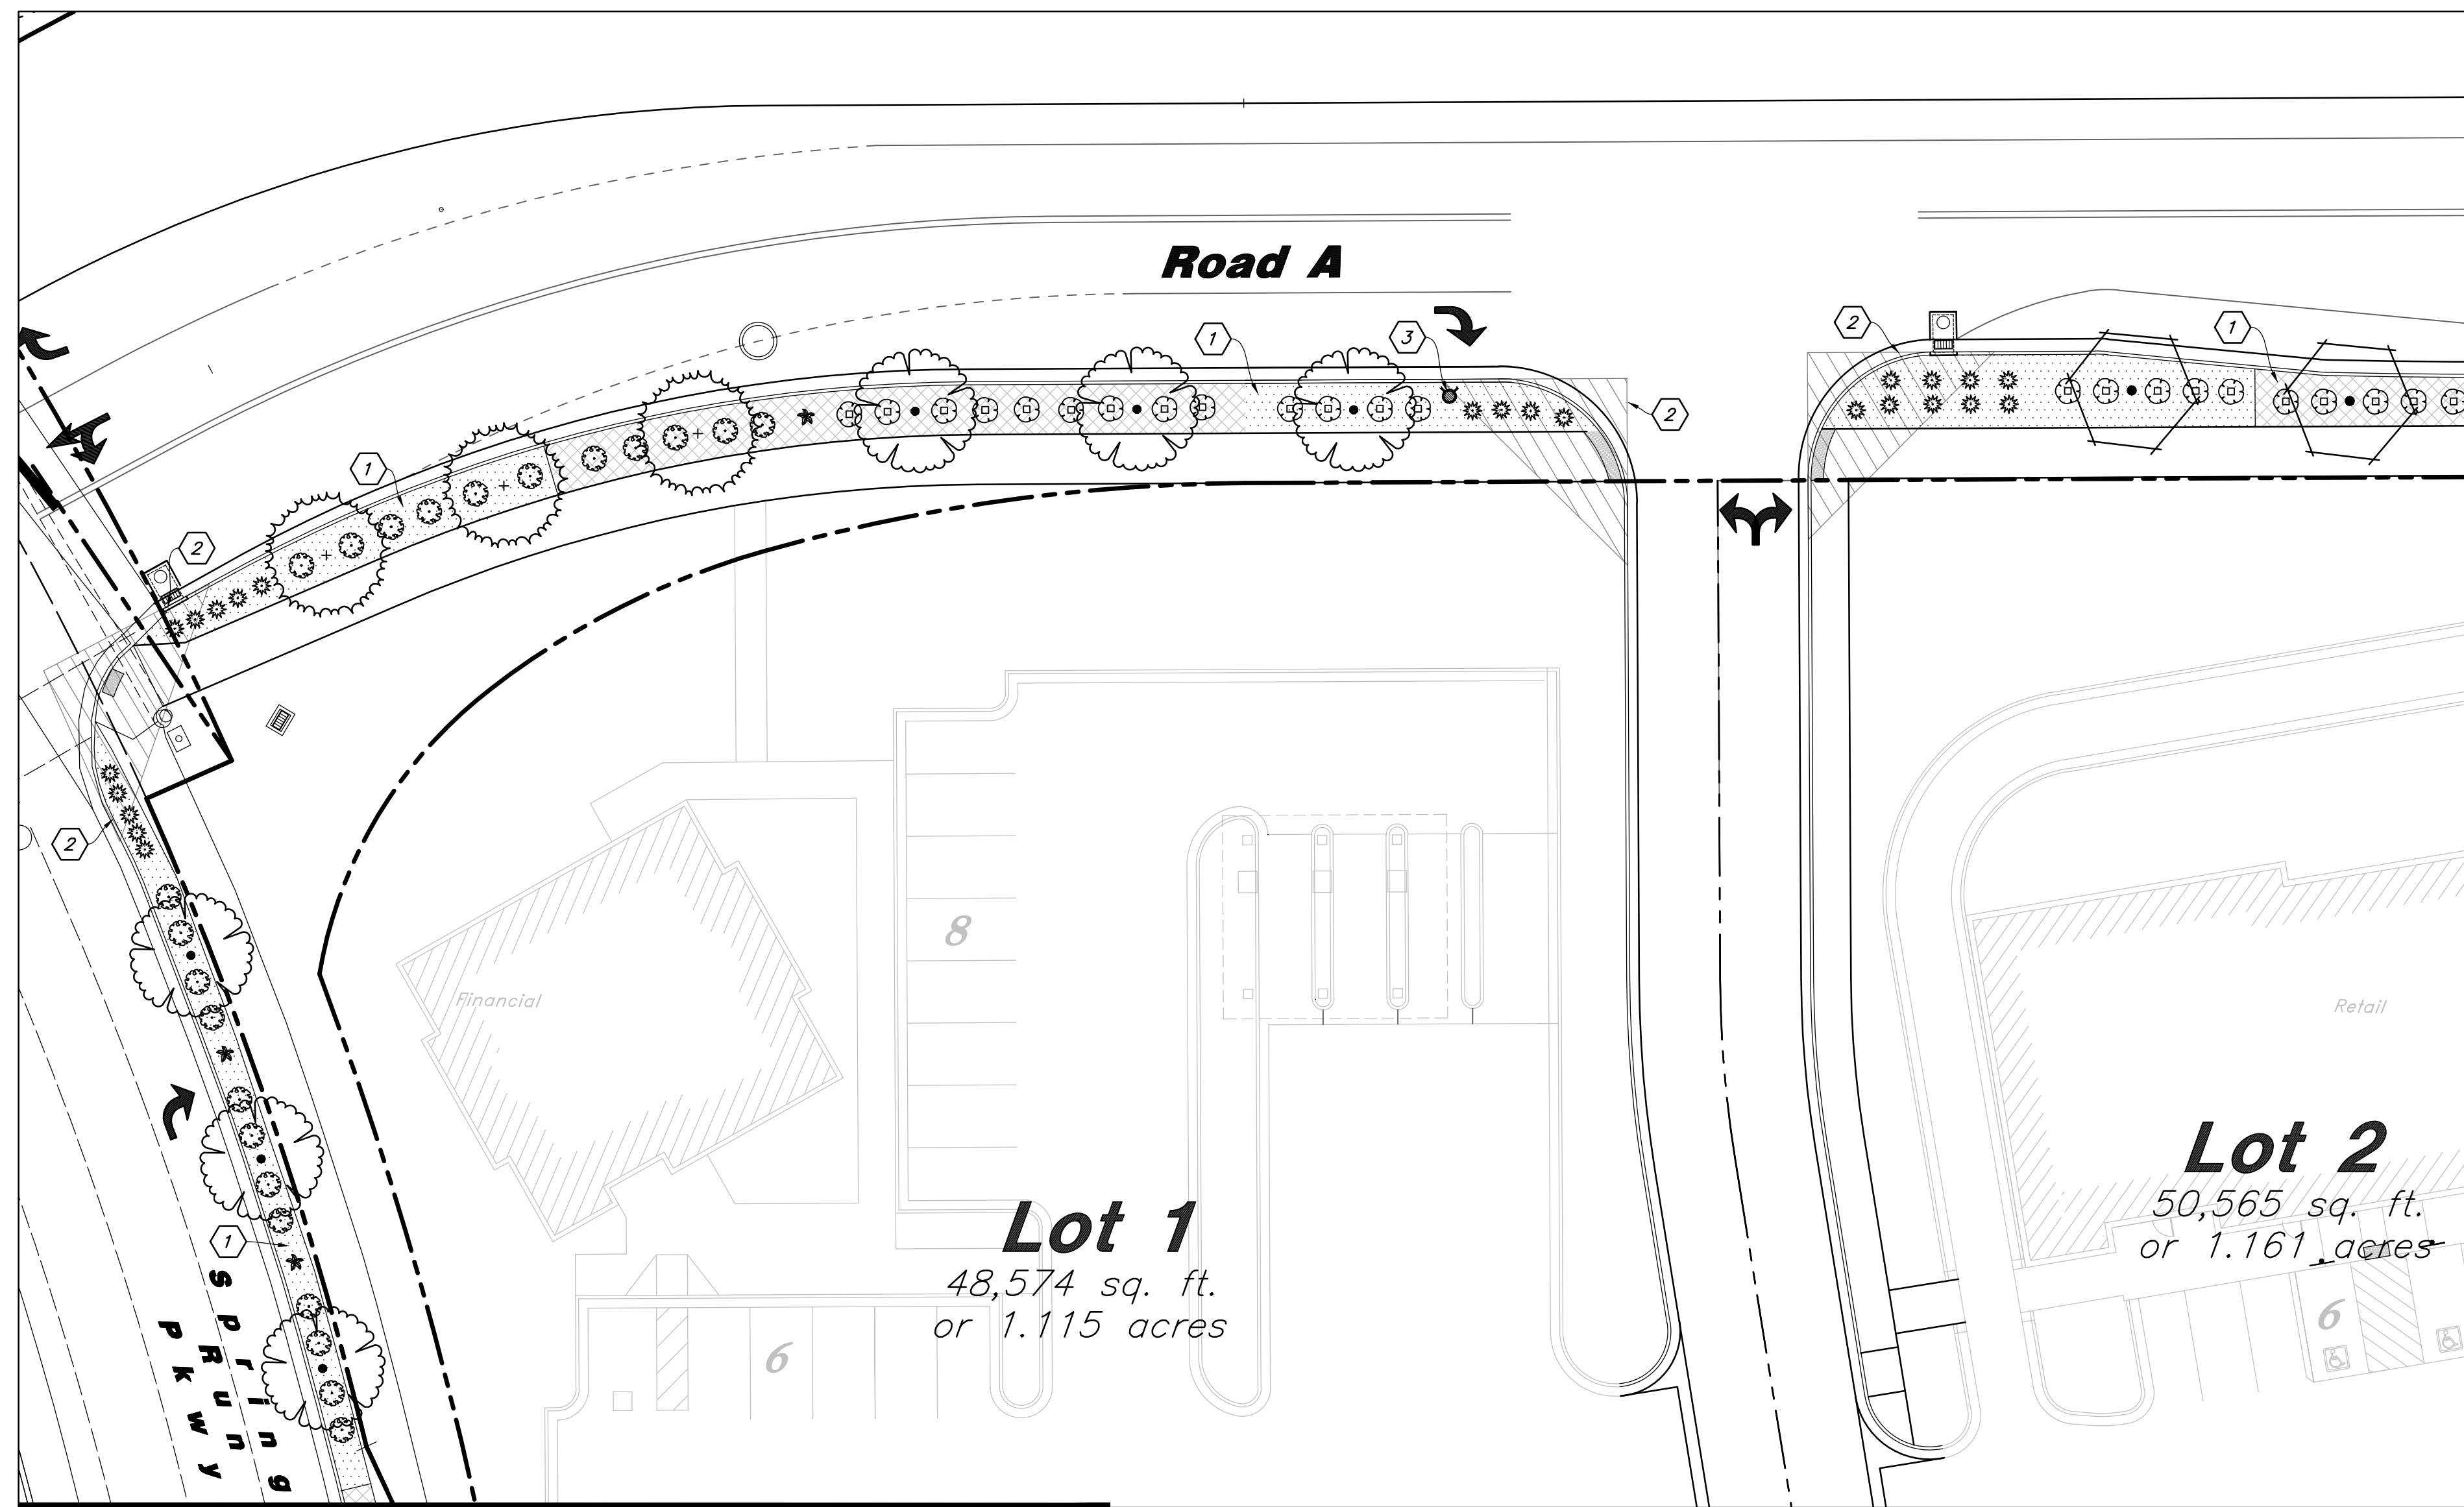 Road A
1
3
2
2
1
1
2
2
Financial
8
Retail
Lot 1
48,574 sq. ft.
or 1.115 acres
Lot 2
50,565 sq. ft.
or 1.161 acres
1
6
6
Spring
Run
Pkwy